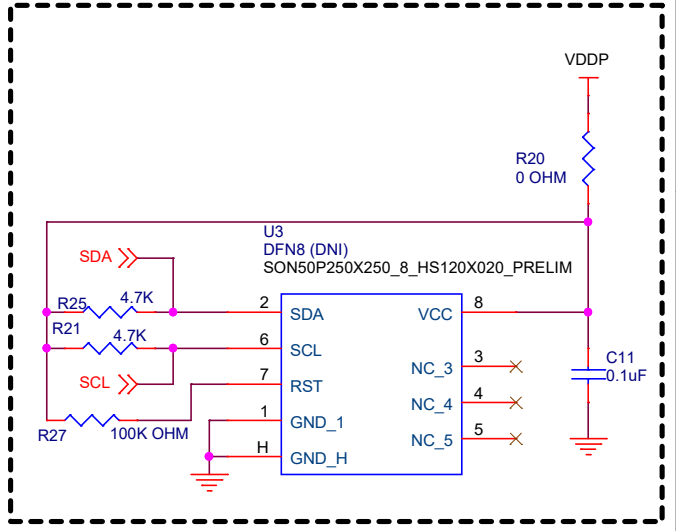 VDDP
R20
0 OHM
U3
DFN8 (DNI)
SON50P250X250_8_HS120X020_PRELIM
SDA
R25 4.7K
2 SDA
VCC 8
R21 4.7K
6 SCL
SCL
7 RST
NC_3 3
C11
0.1uF
R27 100K OHM
1 GND_1
NC_4 4
H GND_H
NC_5 5